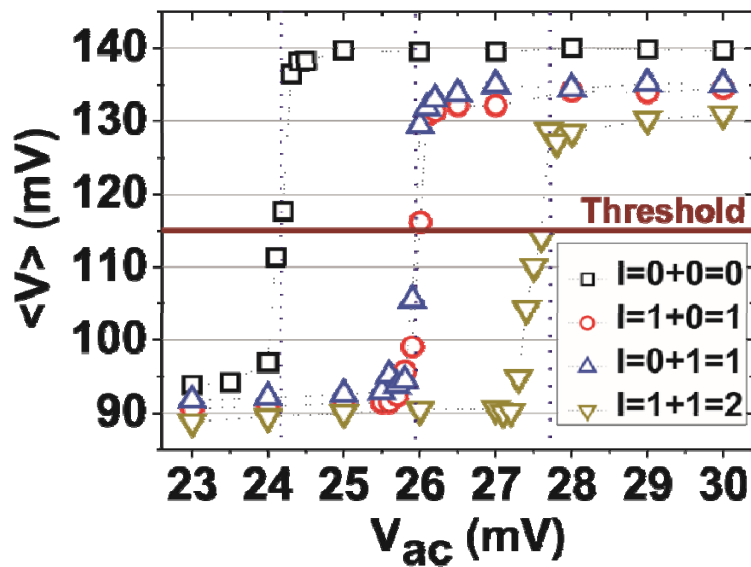 140
130
120
110
100
90
<V> (mV)
Threshold
I=0+0=0
I=1+0=1
I=0+1=1
I=1+1=2
23 24 25 26 27 28 29 30
Vac (mV)